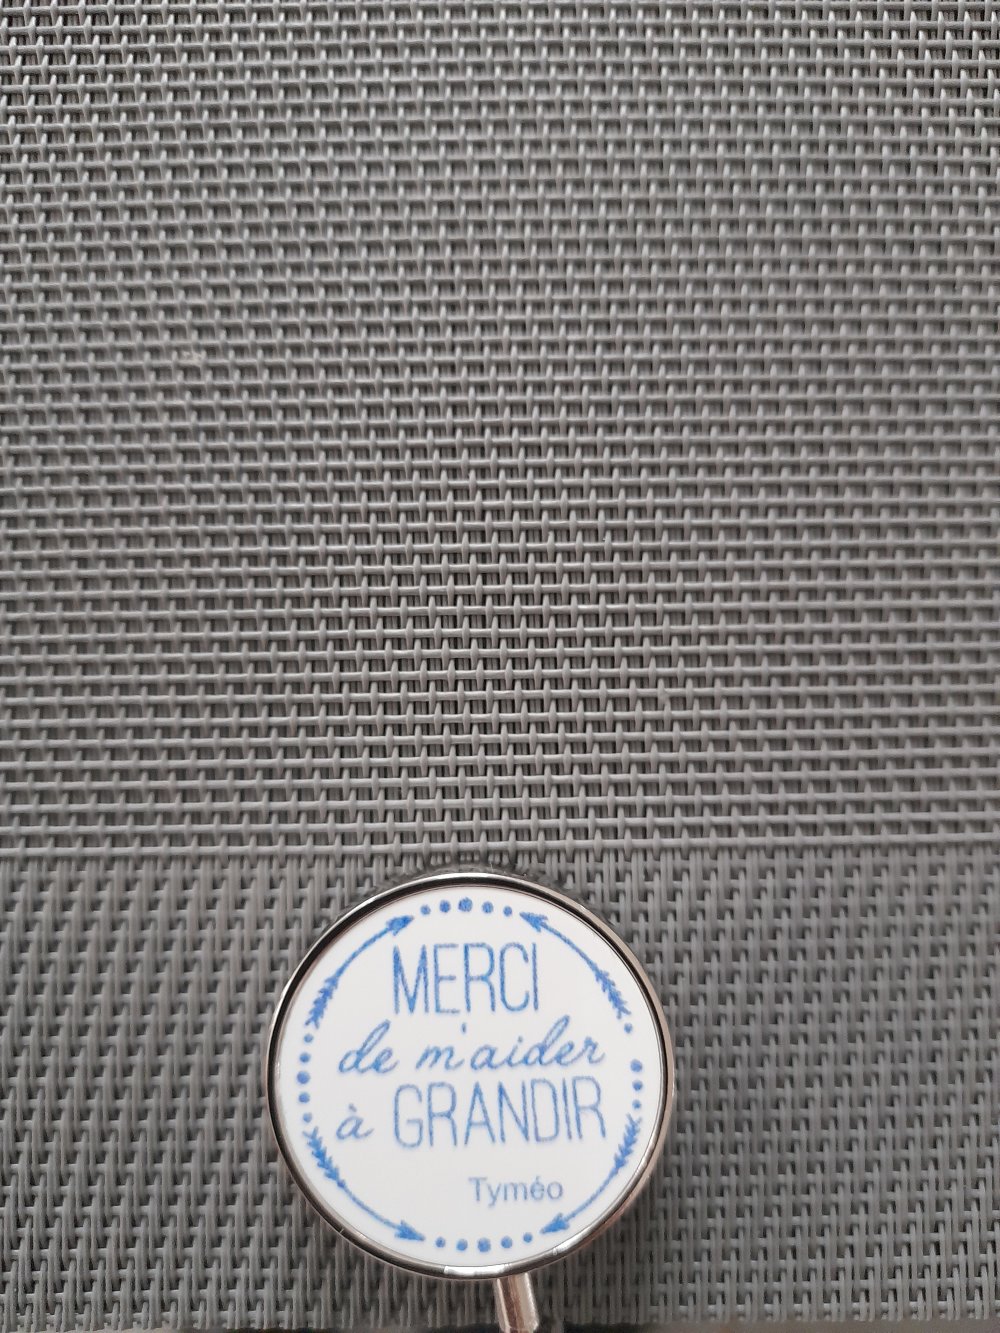 MERCI
de m'aider
à GRANDIR
Tyméo